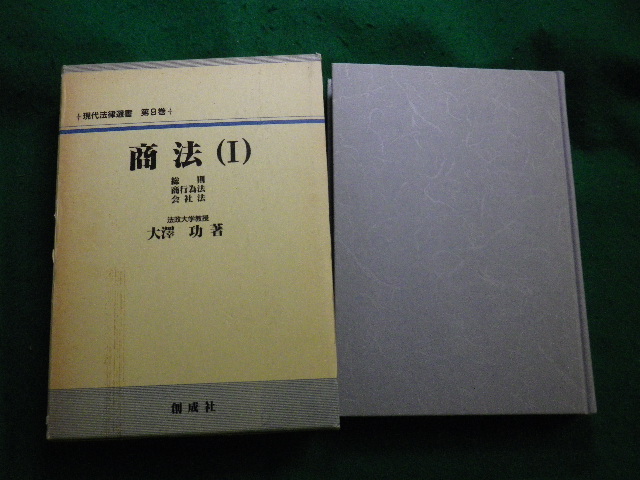 +現代法律選書 第9巻+
商法(I)
総則
商行為法
会社法
法政大学教授
大澤 功 著
創成社